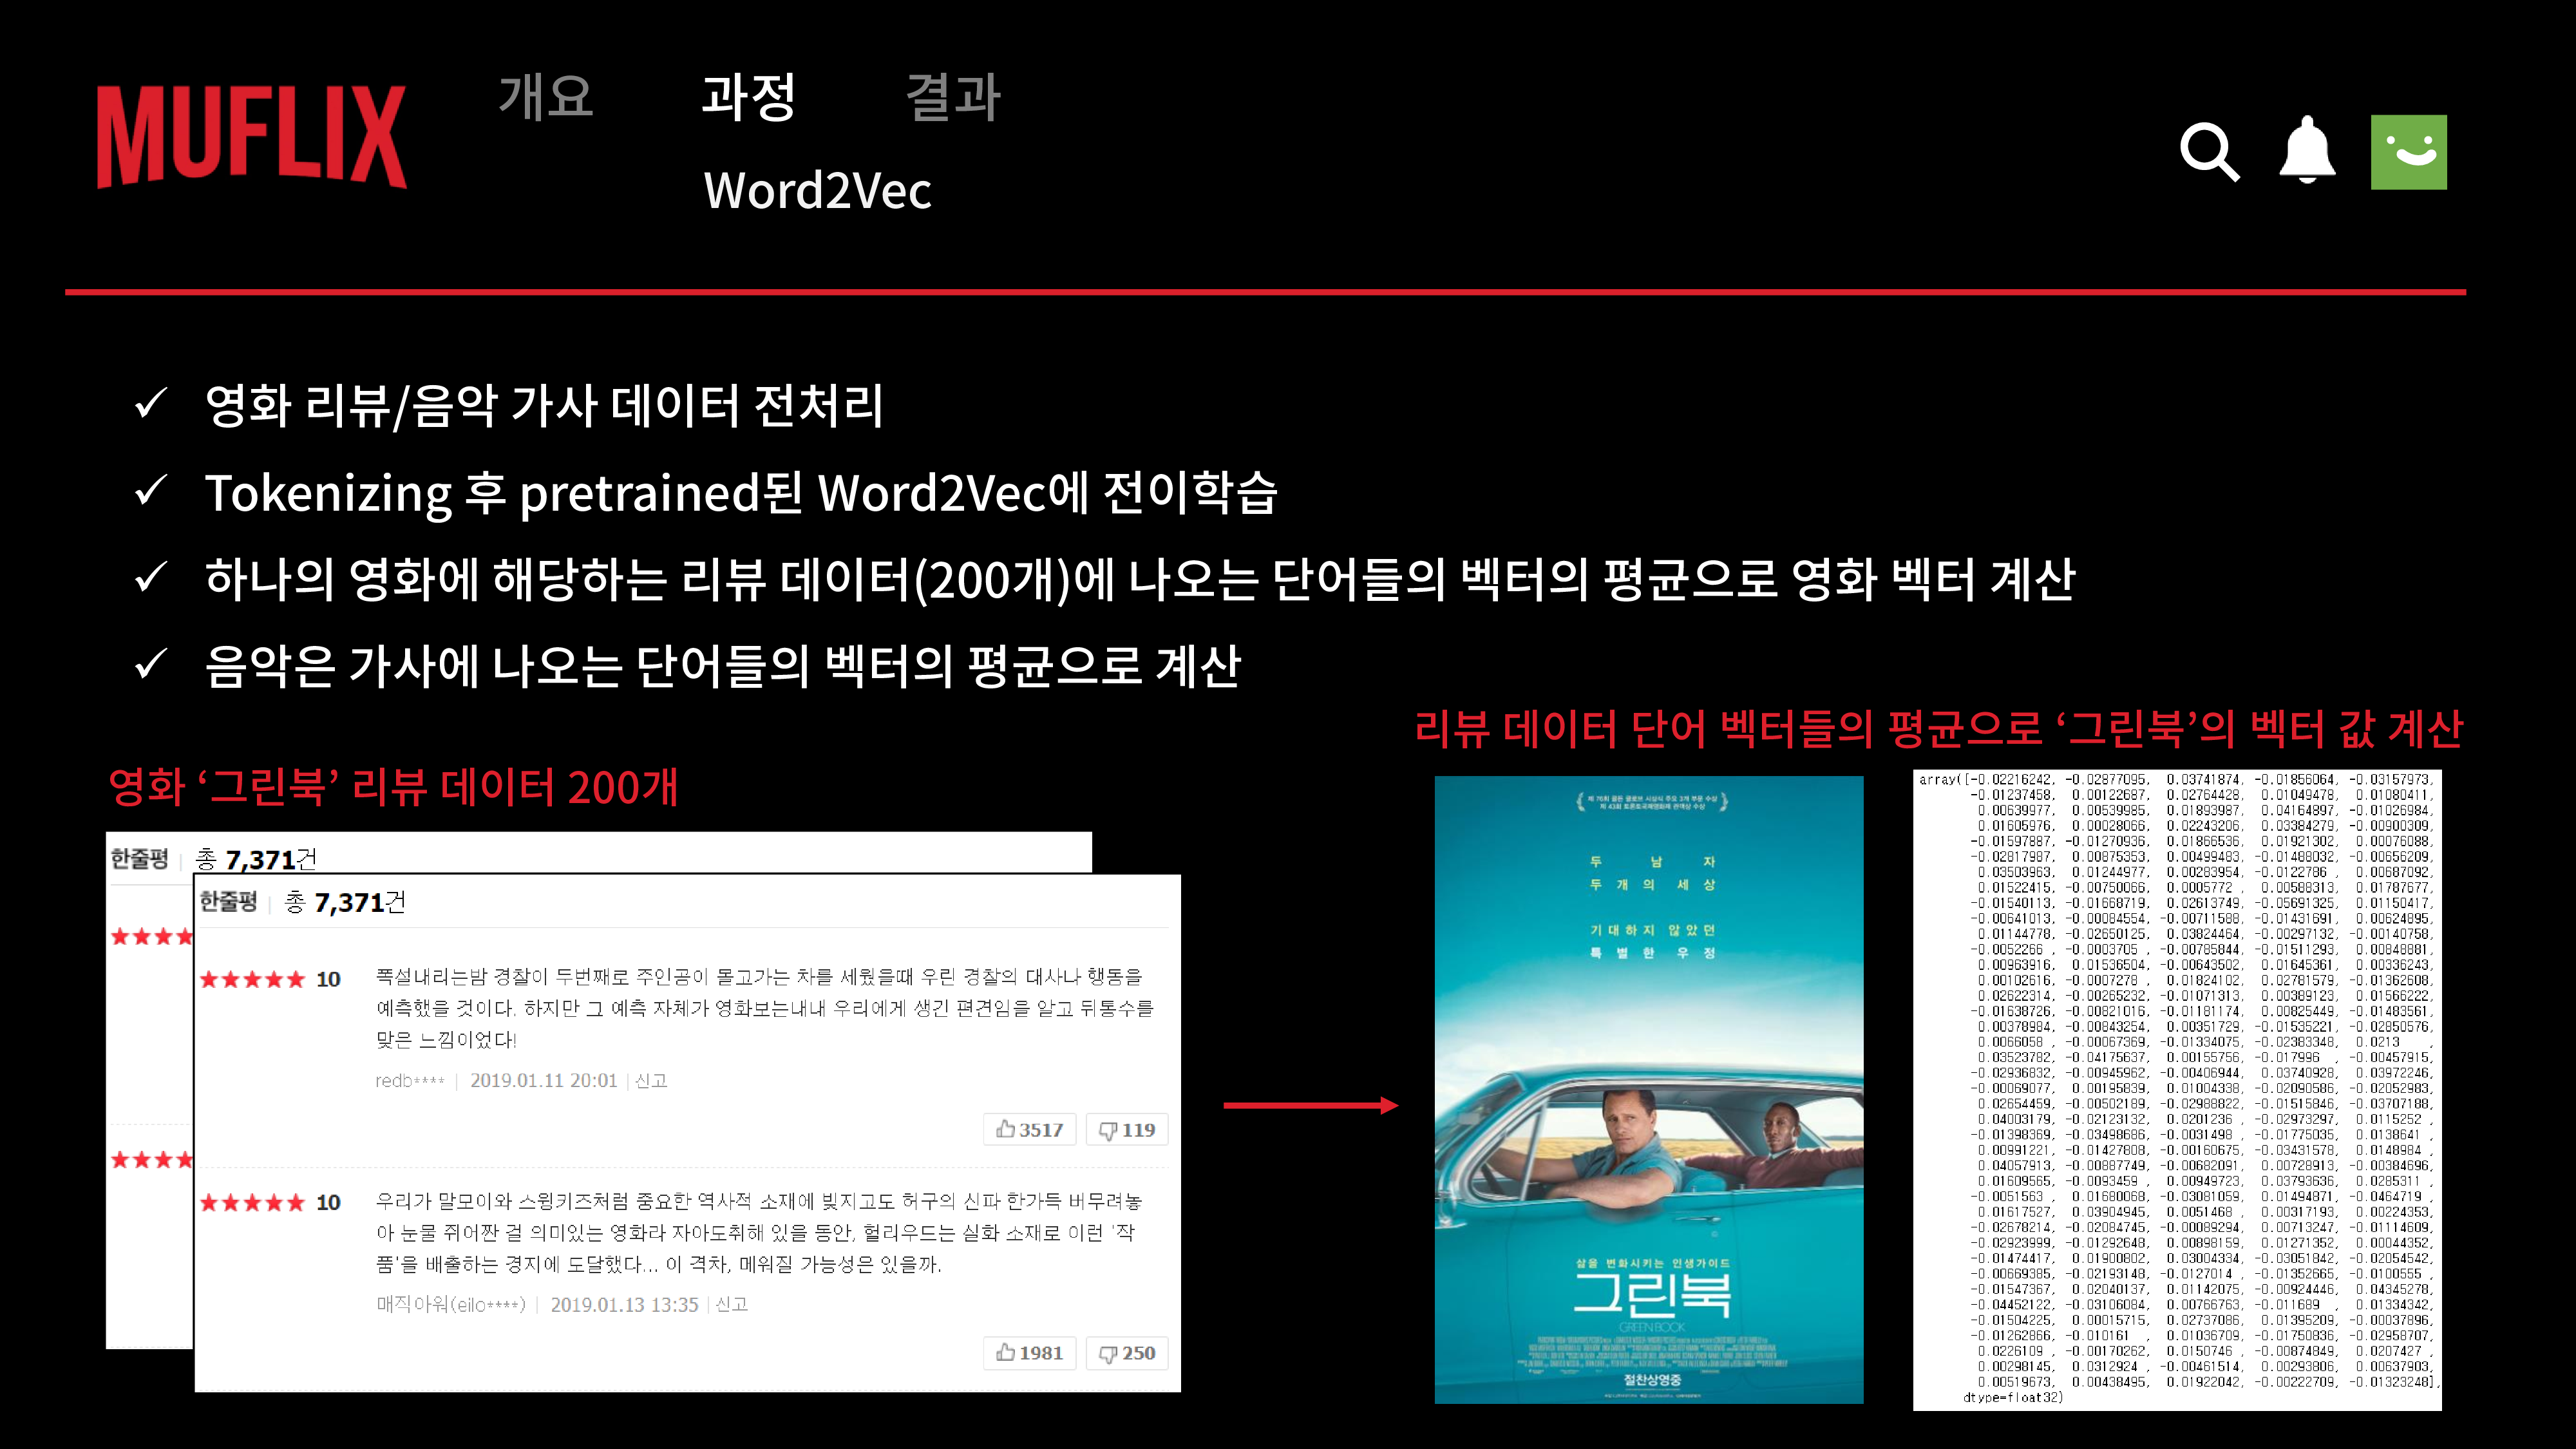 MUFLIX
개요 과정 결과
Word2Vec
✓ 영화 리뷰/음악 가사 데이터 전처리
✓ Tokenizing 후 pretrained된 Word2Vec에 전이학습
✓ 하나의 영화에 해당하는 리뷰 데이터(200개)에 나오는 단어들의 벡터의 평균으로 영화 벡터 계산
✓ 음악은 가사에 나오는 단어들의 벡터의 평균으로 계산
영화 ‘그린북’ 리뷰 데이터 200개
한줄평 | 총 7,371건
한줄평 | 총 7,371건
★★★★★ 10 폭설내리는밤 경찰이 두번째로 주인공이 몰고가는 차를 세웠을때 우린 경찰의 대사나 행동을
예측했을 것이다. 하지만 그 예측 자체가 영화보는내내 우리에게 생긴 편견임을 알고 뒤통수를
맞은 느낌이었다!
redb**** | 2019.01.11 20:01 | 신고
3517 119
★★★★★ 10 우리가 말모이와 스윙키즈처럼 중요한 역사적 소재에 빚지고도 허구의 신파 한가득 버무려놓
아 눈물 쥐어짠 걸 의미있는 영화라 자아도취해 있을 동안, 헐리우드는 실화 소재로 이런 '작
품'을 배출하는 경지에 도달했다... 이 격차, 메워질 가능성은 있을까.
매직아워(eilo****) | 2019.01.13 13:35 | 신고
1981 250
리뷰 데이터 단어 벡터들의 평균으로 ‘그린북’의 벡터 값 계산
두 남 자
두 개의 세상
기대하지 않았던
특별한 우정
삶을 변화시키는 인생가이드
그린북
GREEN BOOK
절찬상영중
array([-0.02216242, -0.02877095, 0.03741874, -0.01856064, -0.03157973,
-0.01237458, 0.00122687, 0.02764428, 0.01049478, 0.01080411,
0.00639977, 0.00539985, 0.01893987, 0.04164897, -0.01026984,
0.01605976, 0.00028066, 0.02243206, 0.03384279, -0.00900309,
-0.01597887, -0.01270936, 0.01866536, 0.01921302, 0.00076088,
-0.02817987, 0.00875353, 0.00499483, -0.01488032, -0.00656209,
0.03503963, 0.01244977, 0.00283954, -0.0122786 , 0.00687092,
0.01522415, -0.00750066, 0.0005772 , 0.00588313, 0.01787677,
-0.01540113, -0.01668719, 0.02613749, -0.05691325, 0.01150417,
-0.00641013, -0.00084554, -0.00711588, -0.01431691, 0.00624895,
0.01144778, -0.02650125, 0.03824464, -0.00297132, -0.00140758,
-0.0052266 , -0.0003705 , -0.00785844, -0.01511293, 0.00848881,
0.00963916, 0.01536504, -0.00643502, 0.01645361, 0.00336243,
0.00102616, -0.0007278 , 0.01824102, 0.02781579, -0.01362608,
0.02622314, -0.00265232, -0.01071313, 0.00389123, 0.01566222,
-0.01638726, -0.00821016, -0.01181174, 0.00825449, -0.01483561,
0.00378984, -0.00843254, 0.00351729, -0.01535221, -0.02850576,
0.0066058 , -0.00067369, -0.01334075, -0.02383348, 0.0213 ,
0.03523782, -0.04175637, 0.00155756, -0.017996 , -0.00457915,
-0.02936832, -0.00945962, -0.00406944, 0.03740928, 0.03972246,
-0.00069077, 0.00195839, 0.01004338, -0.02090586, -0.02052983,
0.02654459, -0.00502189, -0.02988822, -0.01515846, -0.03707188,
0.04003179, -0.02123132, 0.0201236 , -0.02973297, 0.0115252 ,
-0.01398369, -0.03498686, -0.0031498 , -0.01775035, 0.0138641 ,
0.00991221, -0.01427808, -0.00160675, -0.03431578, 0.0148984 ,
0.04057913, -0.00887749, -0.00682091, 0.00728913, -0.00384696,
0.01609565, -0.0093459 , 0.00949723, 0.03793636, 0.0285311 ,
-0.0051563 , 0.01680068, -0.03081059, 0.01494871, -0.0464719 ,
0.01617527, 0.03904945, 0.0051468 , 0.00317193, 0.00224353,
-0.02678214, -0.02084745, -0.00089294, 0.00713247, -0.01114609,
-0.02923999, -0.01292648, 0.00898159, 0.01271352, 0.00044352,
-0.01474417, 0.01900802, 0.03004334, -0.03051842, -0.02054542,
-0.00669385, -0.02193148, -0.0127014 , -0.01352665, -0.0100555 ,
-0.01547367, 0.02040137, 0.01142075, -0.00924446, 0.04345278,
-0.04452122, -0.03106084, 0.00766763, -0.011689 , 0.01334342,
-0.01504225, 0.00015715, 0.02737086, 0.01395209, -0.00037896,
-0.01262866, -0.010161 , 0.01036709, -0.01750836, -0.02958707,
0.0226109 , -0.00170262, 0.0150746 , -0.00874849, 0.0207427 ,
0.00298145, 0.0312924 , -0.00461514, 0.00293806, 0.00637903,
0.00519673, 0.00438495, 0.01922042, -0.00222709, -0.01323248],
dtype=float32)